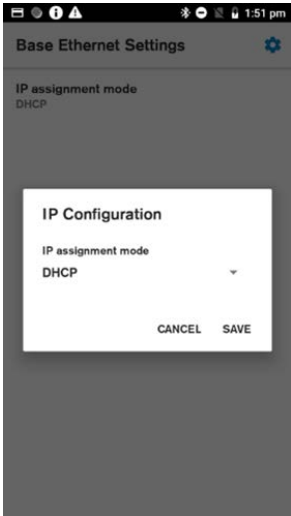 1:51 pm
Base Ethernet Settings
IP assignment mode
DHCP
IP Configuration
IP assignment mode
DHCP
CANCEL SAVE